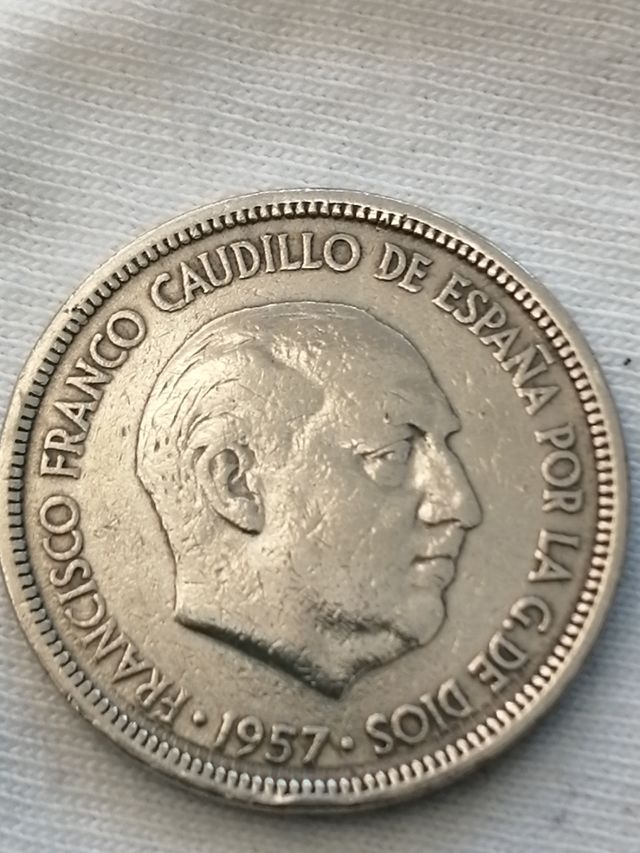 FRANCISCO FRANCO CAUDILLO DE ESPAÑA POR LA G. DE DIOS
· 1957 ·